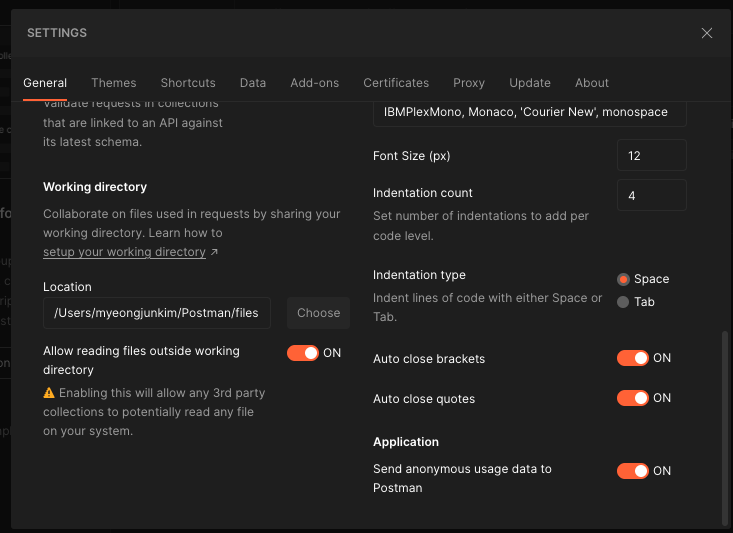 SETTINGS
General Themes Shortcuts Data Add-ons Certificates Proxy Update About
Validate requests in collections
that are linked to an API against
its latest schema.
Working directory
Collaborate on files used in requests by sharing your
working directory. Learn how to
setup your working directory ↗
Location
/Users/myeongjunkim/Postman/files Choose
Allow reading files outside working
directory
ON
⚠ Enabling this will allow any 3rd party
collections to potentially read any file
on your system.
IBMPlexMono, Monaco, 'Courier New', monospace
Font Size (px) 12
Indentation count 4
Set number of indentations to add per
code level.
Indentation type
Indent lines of code with either Space or
Tab.
Space
Tab
Auto close brackets ON
Auto close quotes ON
Application
Send anonymous usage data to
Postman
ON